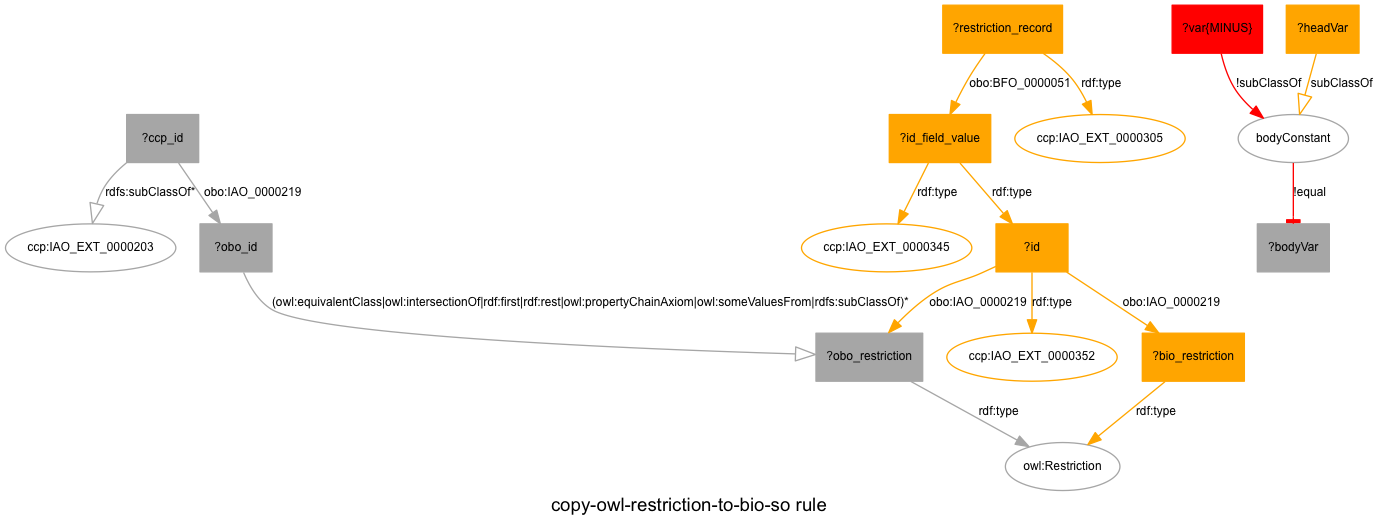 ?restriction_record
?var{MINUS}
?headVar
obo:BFO_0000051
rdf:type
!subClassOf
subClassOf
?ccp_id
?id_field_value
ccp:IAO_EXT_0000305
bodyConstant
rdfs:subClassOf*
obo:IAO_0000219
rdf:type
rdf:type
!equal
ccp:IAO_EXT_0000203
?obo_id
ccp:IAO_EXT_0000345
?id
?bodyVar
(owl:equivalentClass|owl:intersectionOf|rdf:first|rdf:rest|owl:propertyChainAxiom|owl:someValuesFrom|rdfs:subClassOf)*
obo:IAO_0000219
rdf:type
obo:IAO_0000219
?obo_restriction
ccp:IAO_EXT_0000352
?bio_restriction
rdf:type
rdf:type
owl:Restriction
copy-owl-restriction-to-bio-so rule